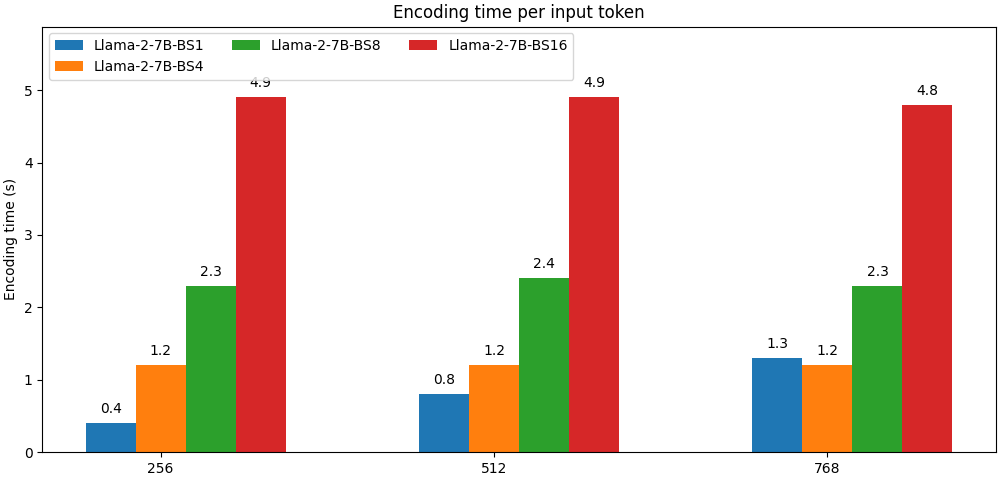 Encoding time per input token
Llama-2-7B-BS1 Llama-2-7B-BS8 Llama-2-7B-BS16
Llama-2-7B-BS4
Encoding time (s)
5
4
3
2
1
0
0.4 1.2 2.3 4.9
0.8 1.2 2.4 4.9
1.3 1.2 2.3 4.8
256 512 768